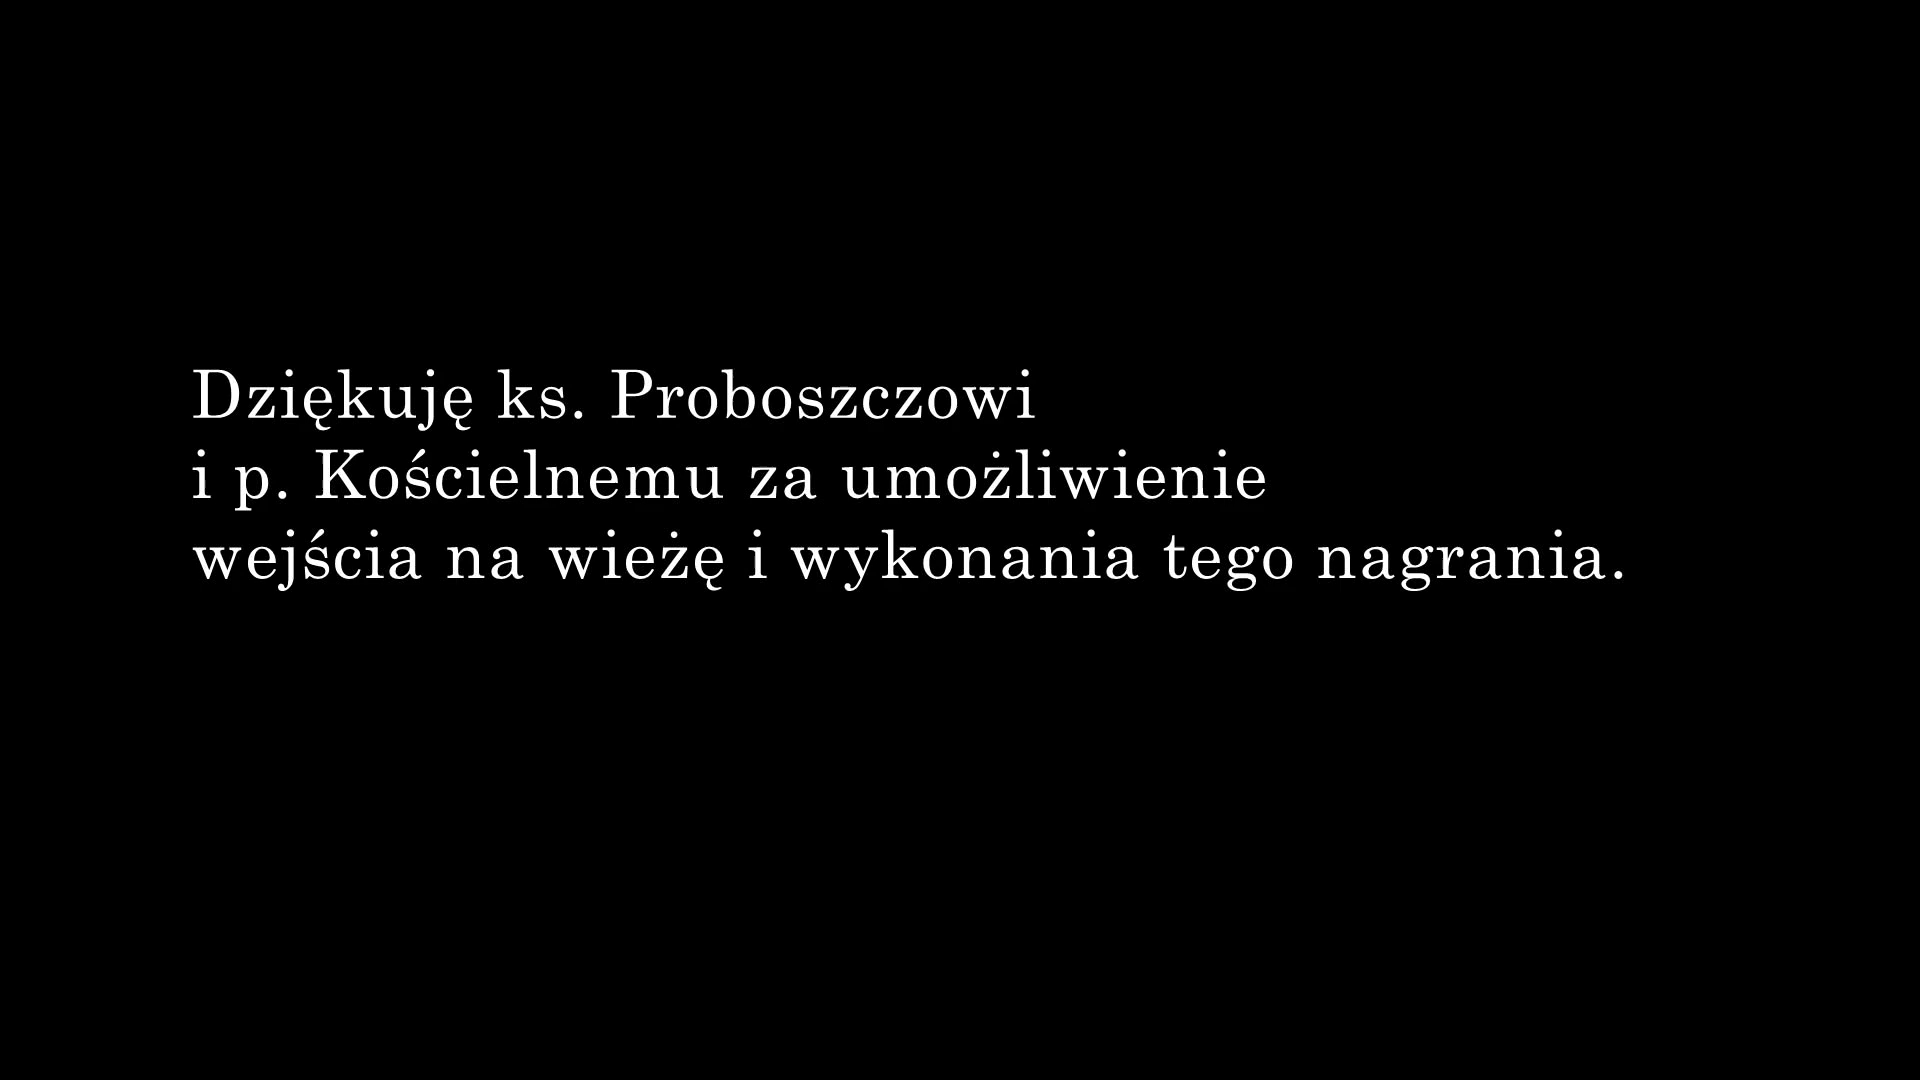 Dziękuję ks. Proboszczowi
i p. Kościelnemu za umożliwienie
wejścia na wieżę i wykonania tego nagrania.